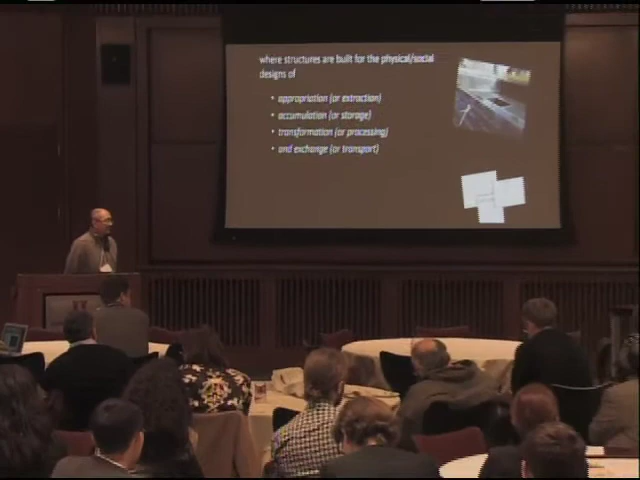 where structures are built for the physical/social
designs of
• appropriation (or extraction)
• accumulation (or storage)
• transformation (or processing)
• and exchange (or transport)